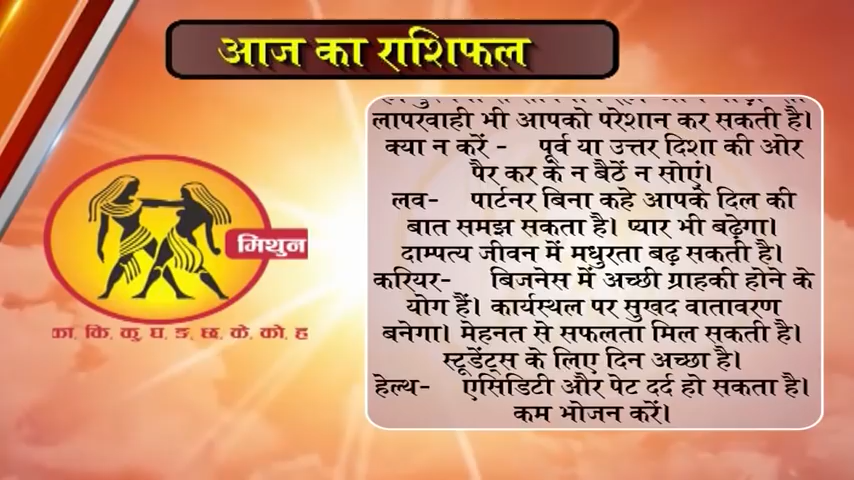 आज का राशिफल
लापरवाही भी आपको परेशान कर सकती है।
क्या न करें - पूर्व या उत्तर दिशा की ओर
पैर कर के न बैठें न सोएं।
लव- पार्टनर बिना कहे आपके दिल की
बात समझ सकता है। प्यार भी बढ़ेगा।
दाम्पत्य जीवन में मधुरता बढ़ सकती है।
करियर- बिजनेस में अच्छी ग्राहकी होने के
योग हैं। कार्यस्थल पर सुखद वातावरण
बनेगा। मेहनत से सफलता मिल सकती है।
स्टूडेंट्स के लिए दिन अच्छा है।
हेल्थ- एसिडिटी और पेट दर्द हो सकता है।
कम भोजन करें।
मिथुन
का, कि, कु, घ, ङ, छ, के, को, ह